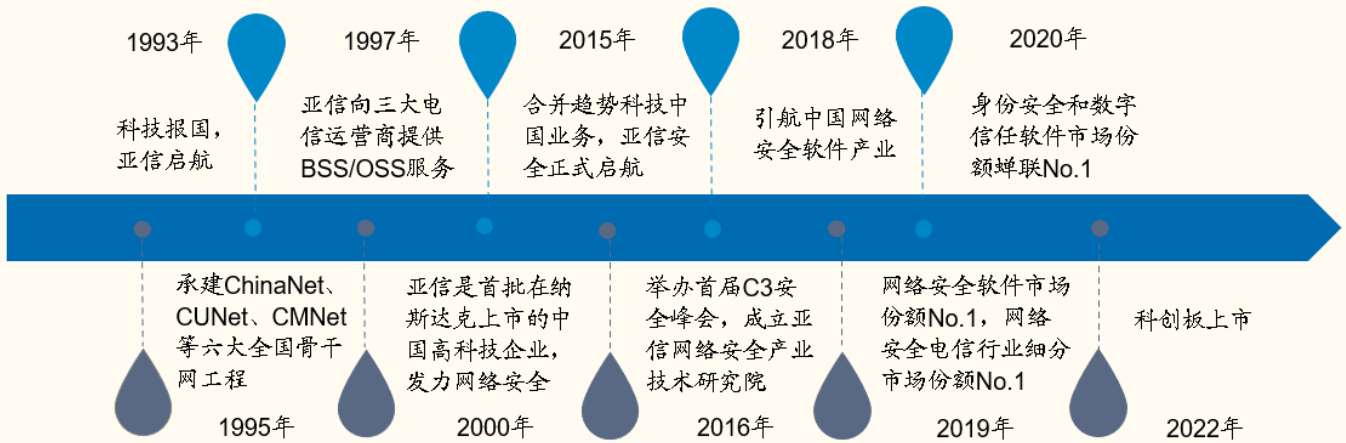 1993年
科技报国，
亚信启航
1995年
承建ChinaNet、
CUNet、CMNet
等六大全国骨干
网工程
1997年
亚信向三大电
信运营商提供
BSS/OSS服务
2000年
亚信是首批在纳
斯达克上市的中
国高科技企业，
发力网络安全
2015年
合并趋势科技中
国业务，亚信安
全正式启航
2016年
举办首届C3安
全峰会，成立亚
信网络安全产业
技术研究院
2018年
引航中国网络
安全软件产业
2019年
网络安全软件市场
份额No.1，网络
安全电信行业细分
市场份额No.1
2020年
身份安全和数字
信任软件市场份
额蝉联No.1
2022年
科创板上市